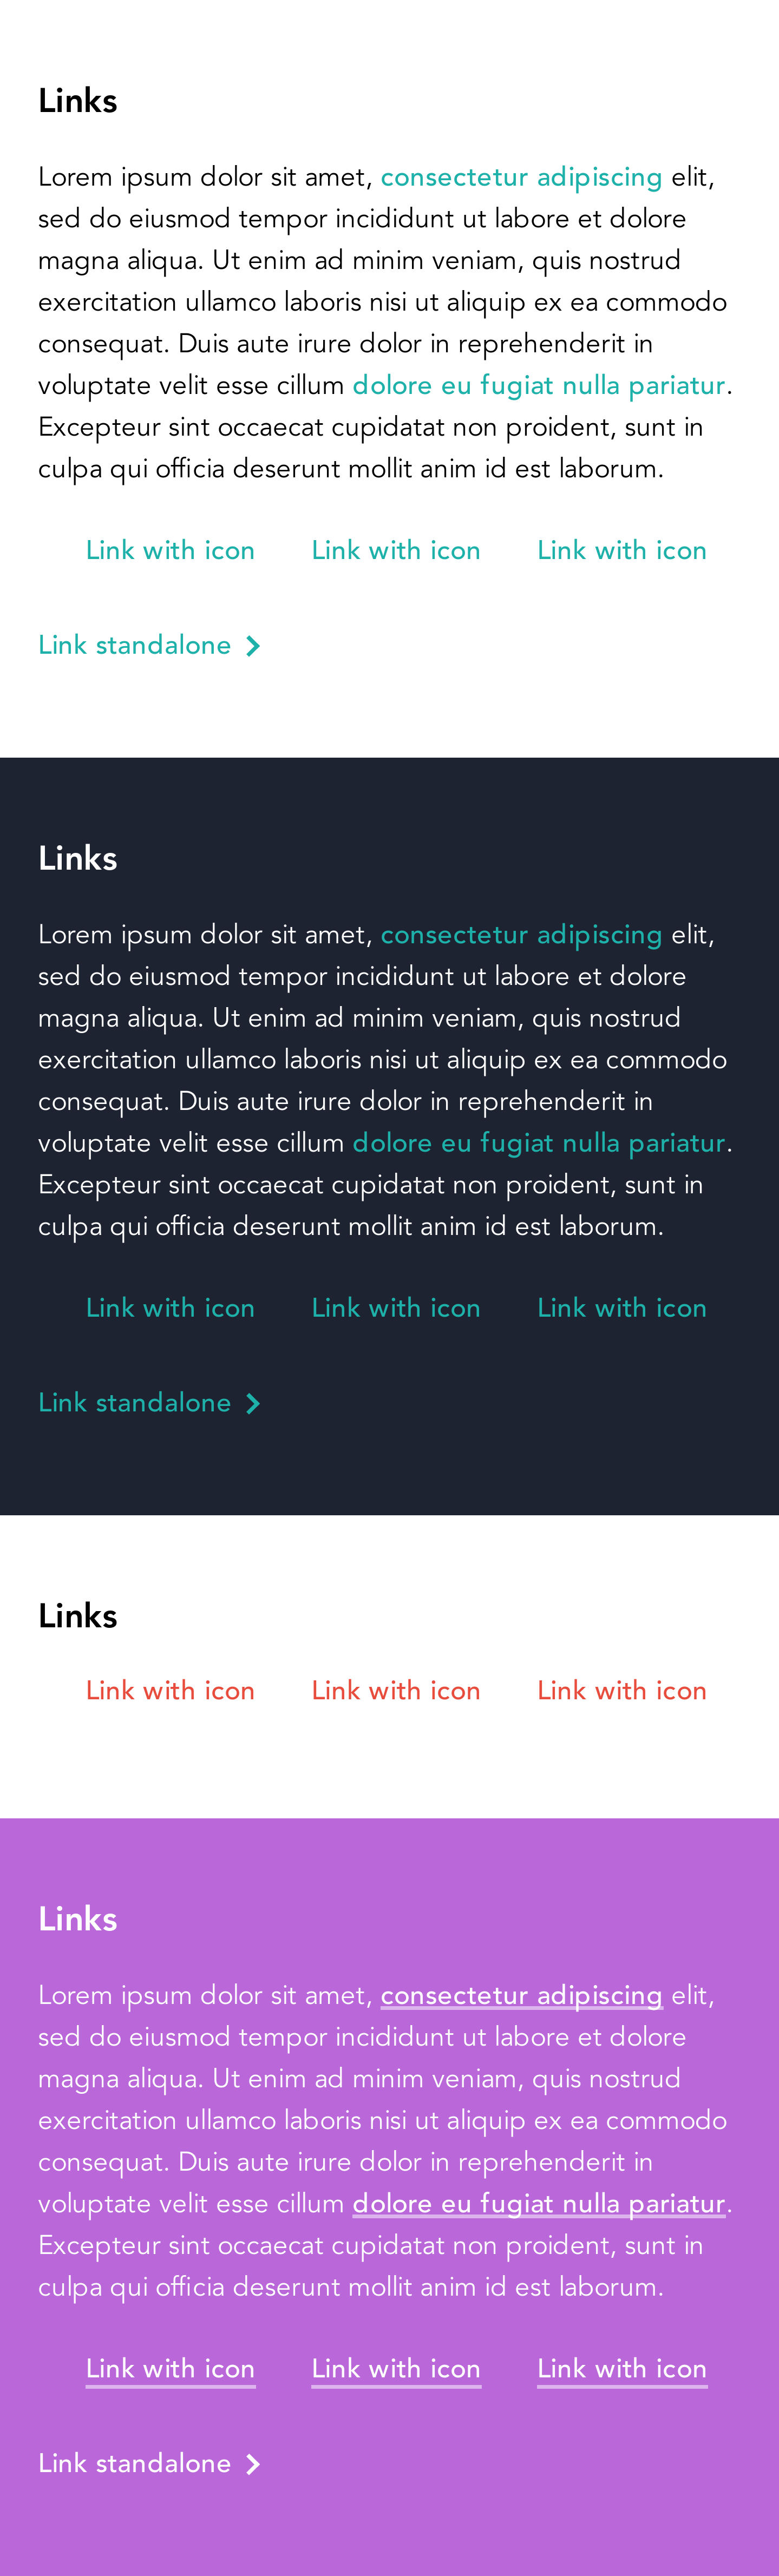 Links
Lorem ipsum dolor sit amet, consectetur adipiscing elit,
sed do eiusmod tempor incididunt ut labore et dolore
magna aliqua. Ut enim ad minim veniam, quis nostrud
exercitation ullamco laboris nisi ut aliquip ex ea commodo
consequat. Duis aute irure dolor in reprehenderit in
voluptate velit esse cillum dolore eu fugiat nulla pariatur.
Excepteur sint occaecat cupidatat non proident, sunt in
culpa qui officia deserunt mollit anim id est laborum.
Link with icon Link with icon Link with icon
Link standalone
Links
Lorem ipsum dolor sit amet, consectetur adipiscing elit,
sed do eiusmod tempor incididunt ut labore et dolore
magna aliqua. Ut enim ad minim veniam, quis nostrud
exercitation ullamco laboris nisi ut aliquip ex ea commodo
consequat. Duis aute irure dolor in reprehenderit in
voluptate velit esse cillum dolore eu fugiat nulla pariatur.
Excepteur sint occaecat cupidatat non proident, sunt in
culpa qui officia deserunt mollit anim id est laborum.
Link with icon Link with icon Link with icon
Link standalone
Links
Link with icon Link with icon Link with icon
Links
Lorem ipsum dolor sit amet, consectetur adipiscing elit,
sed do eiusmod tempor incididunt ut labore et dolore
magna aliqua. Ut enim ad minim veniam, quis nostrud
exercitation ullamco laboris nisi ut aliquip ex ea commodo
consequat. Duis aute irure dolor in reprehenderit in
voluptate velit esse cillum dolore eu fugiat nulla pariatur.
Excepteur sint occaecat cupidatat non proident, sunt in
culpa qui officia deserunt mollit anim id est laborum.
Link with icon Link with icon Link with icon
Link standalone